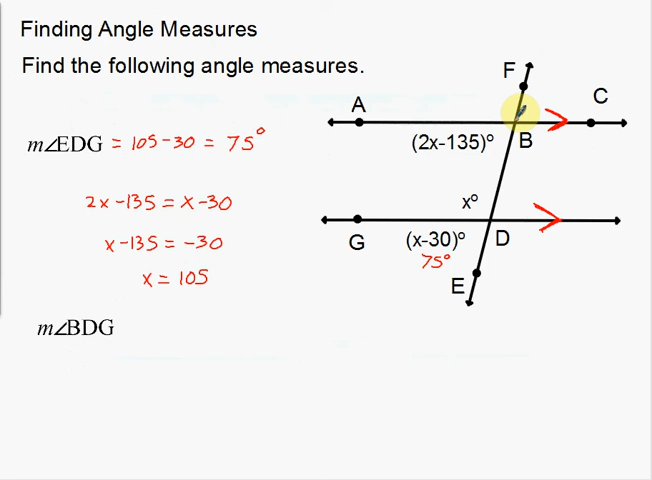 Finding Angle Measures
Find the following angle measures.
m∠EDG = 105-30 = 75°
2x-135 = x-30
x-135 = -30
x = 105
m∠BDG
F
A
C
(2x-135)°
B
x°
G
(x-30)°
D
75°
E